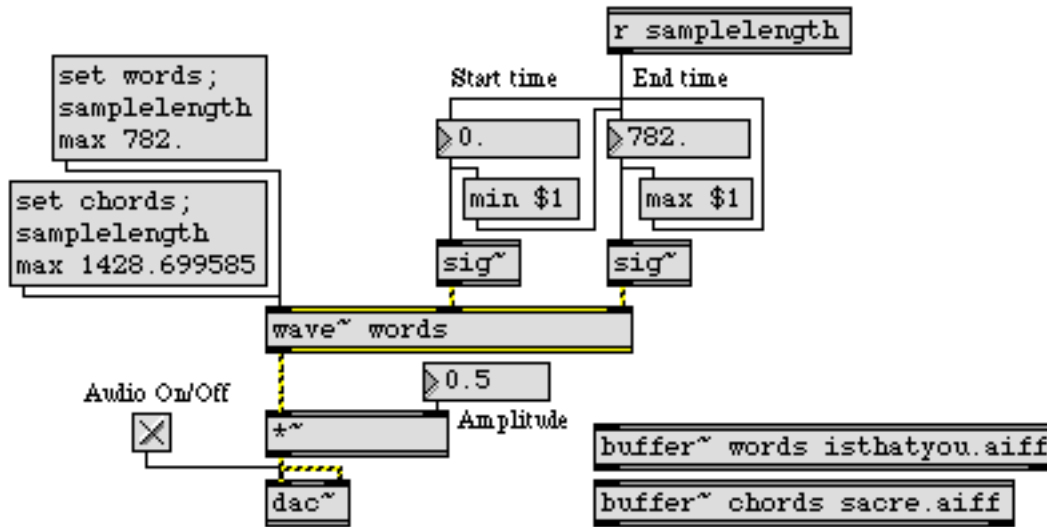 r samplelength
set words;
samplelength
max 782.
Start time
End time
0.
782.
min $1
max $1
set chords;
samplelength
max 1428.699585
sig~
sig~
wave~ words
0.5
Audio On/Off
Amplitude
*~
buffer~ words isthatyou.aiff
dac~
buffer~ chords sacre.aiff